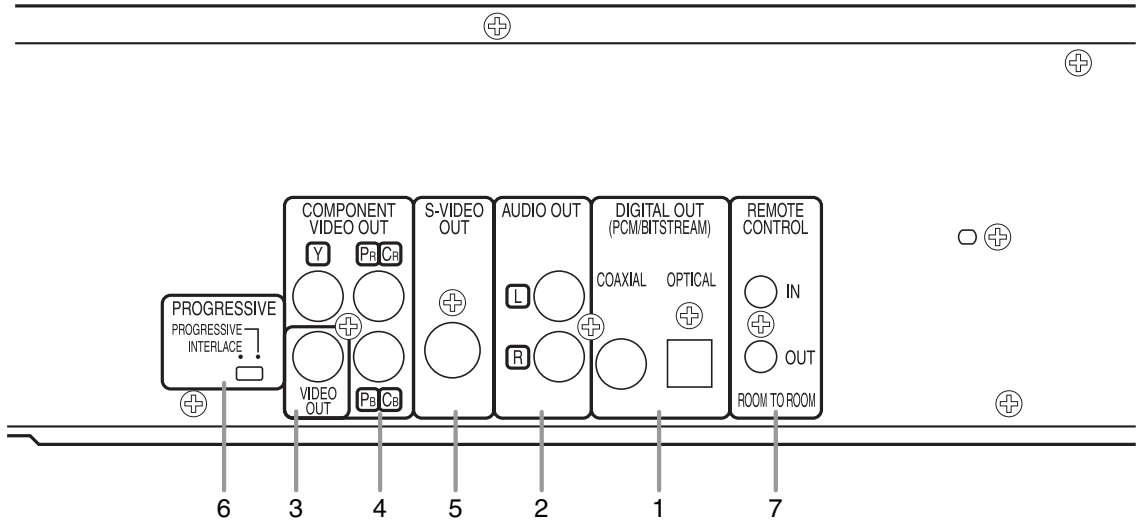 COMPONENT
VIDEO OUT
Y
PR CR
VIDEO
OUT
PB CB
S-VIDEO
OUT
AUDIO OUT
L
R
DIGITAL OUT
(PCM/BITSTREAM)
COAXIAL
OPTICAL
REMOTE
CONTROL
IN
OUT
ROOM TO ROOM
PROGRESSIVE
PROGRESSIVE
INTERLACE
6
3
4
5
2
1
7